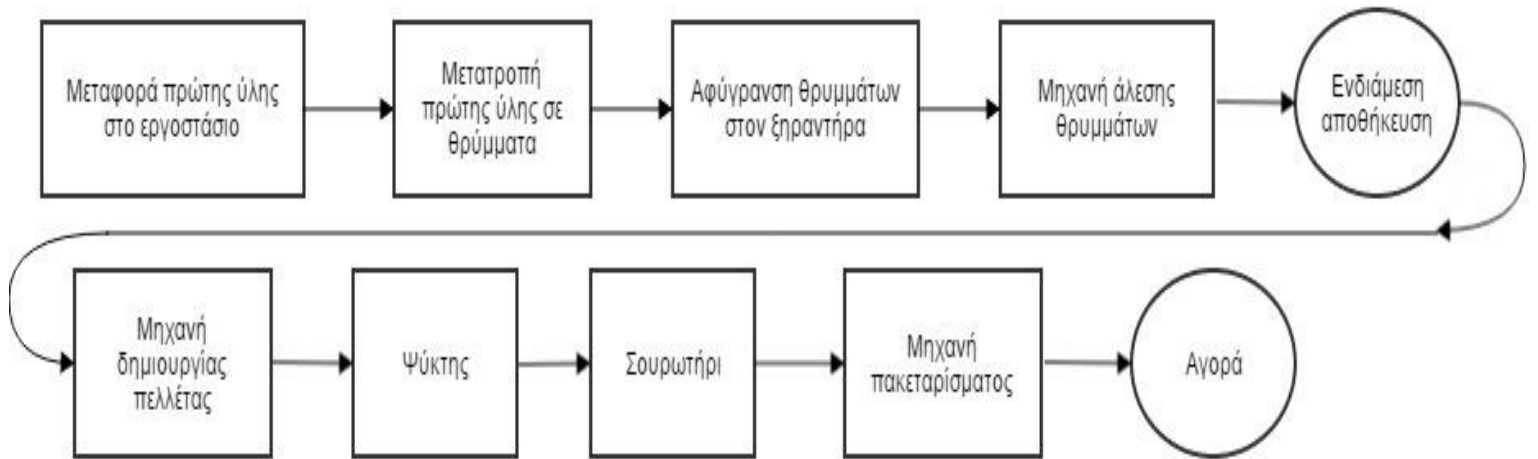 Μεταφορά πρώτης ύλης
στο εργοστάσιο
Μετατροπή
πρώτης ύλης σε
θρύμματα
Αφύγρανση θρυμμάτων
στον ξηραντήρα
Μηχανή άλεσης
θρυμμάτων
Ενδιάμεση
αποθήκευση
Μηχανή
δημιουργίας
πελλέτας
Ψύκτης
Σουρωτήρι
Μηχανή
πακεταρίσματος
Αγορά